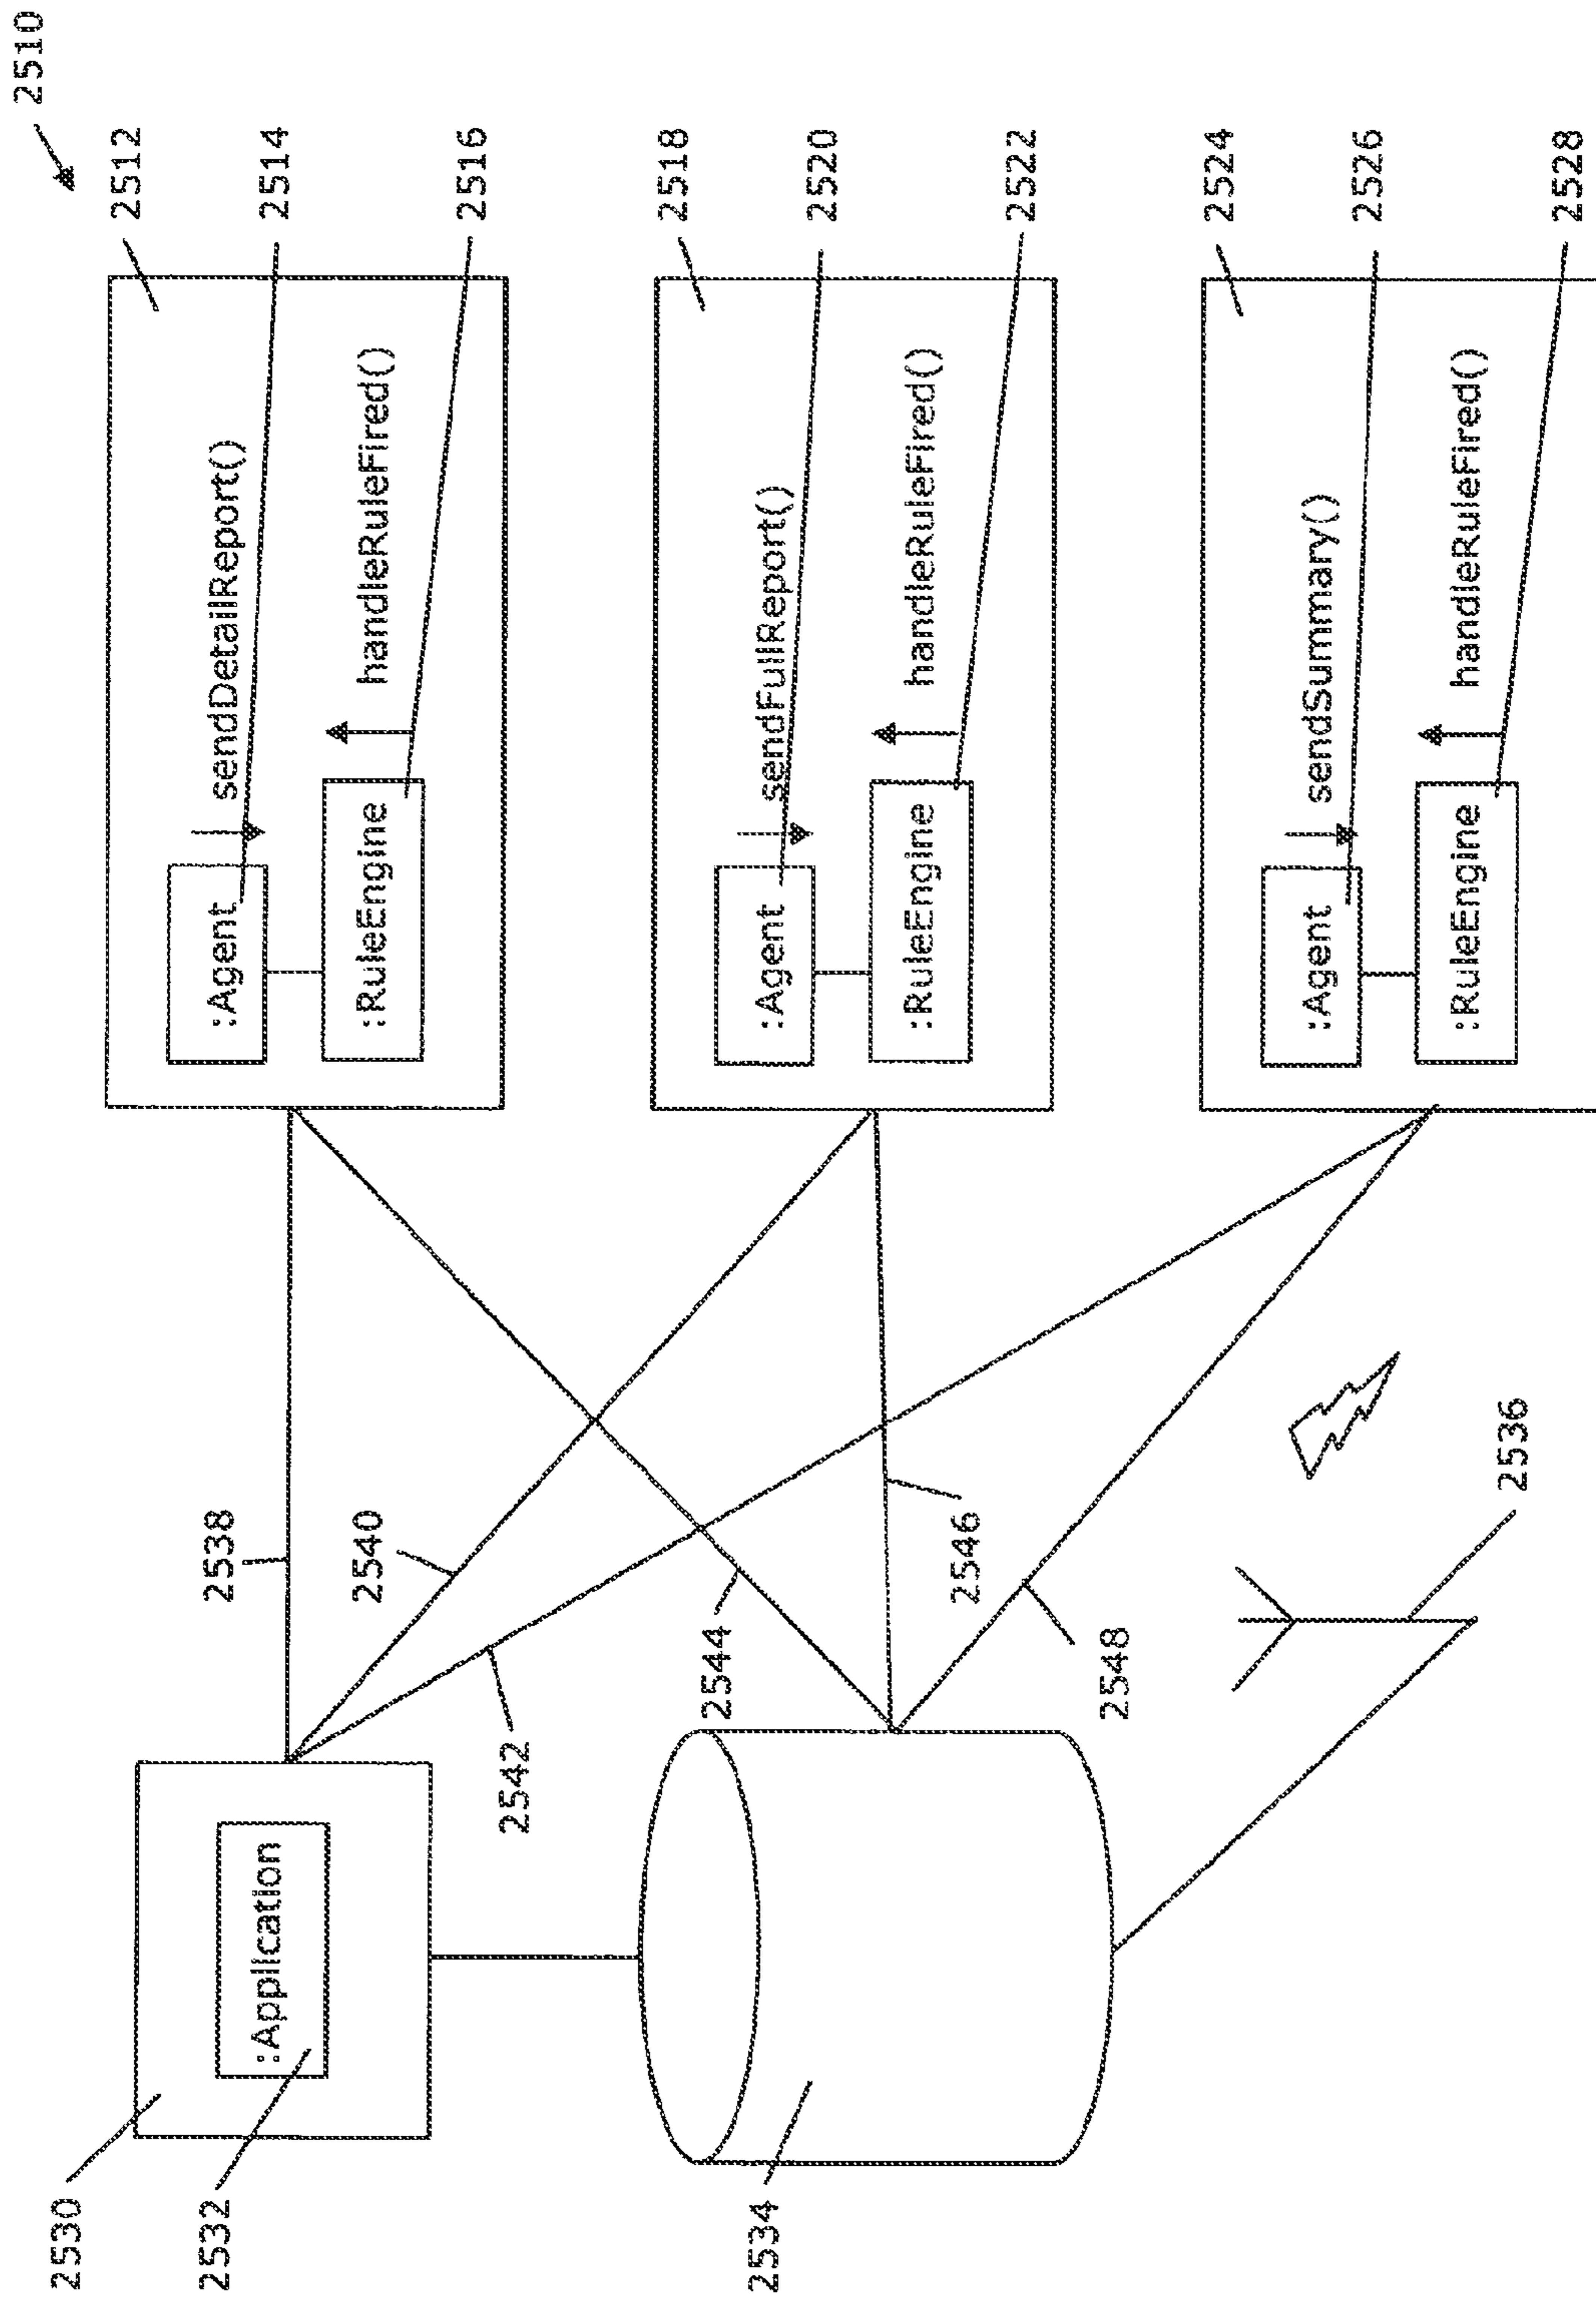 2510
2512
:Agent
sendDetailReport()
2514
:RuleEngine
handleRuleFired()
2516
2518
:Agent
sendFullReport()
2520
:RuleEngine
handleRuleFired()
2522
2524
:Agent
sendSummary()
2526
:RuleEngine
handleRuleFired()
2528
2530
:Application
2532
2534
2538
2540
2542
2544
2546
2548
2536